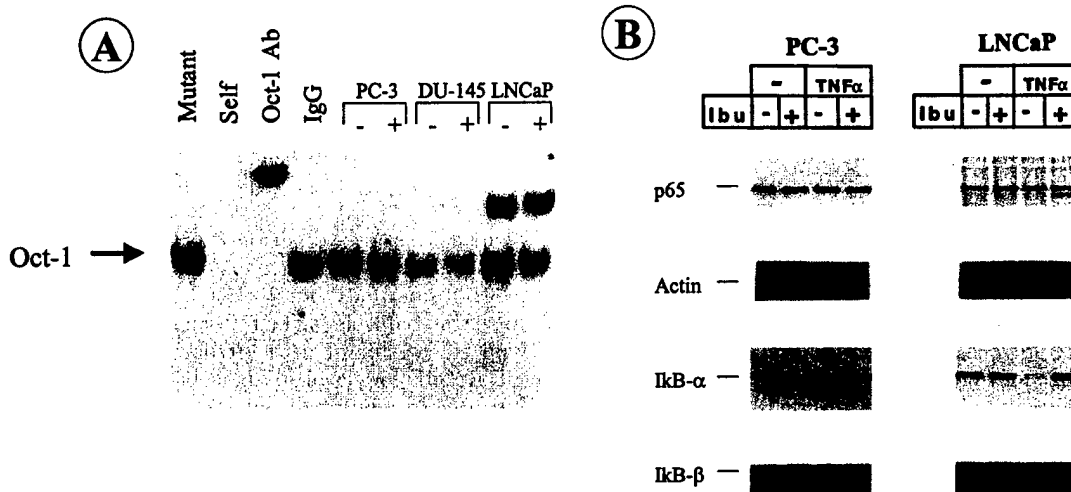 A
Mutant
Self
Oct-1 Ab
IgG
PC-3 DU-145 LNCaP
- + - + - +
Oct-1
B
PC-3 LNCaP
- TNFα - TNFα
Ibu - + - + Ibu - + - +
p65
Actin
IkB-α
IkB-β